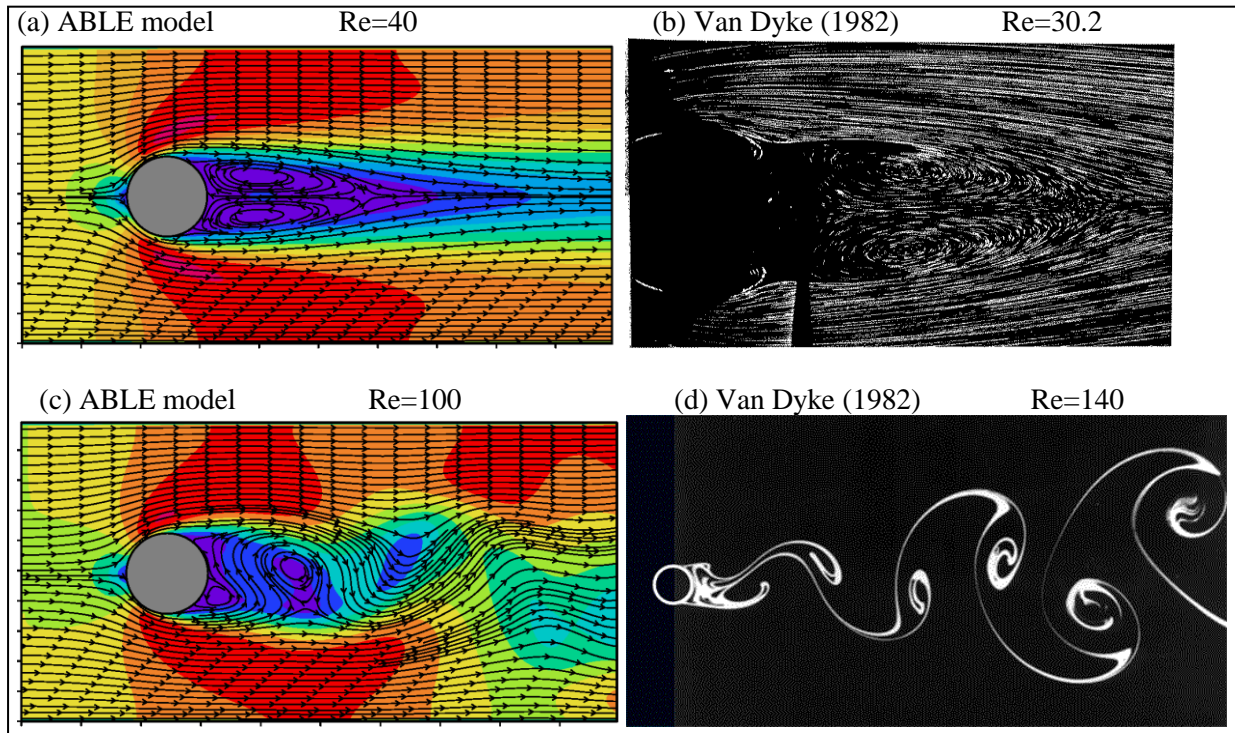 (a) ABLE model Re=40
(b) Van Dyke (1982) Re=30.2
(c) ABLE model Re=100
(d) Van Dyke (1982) Re=140